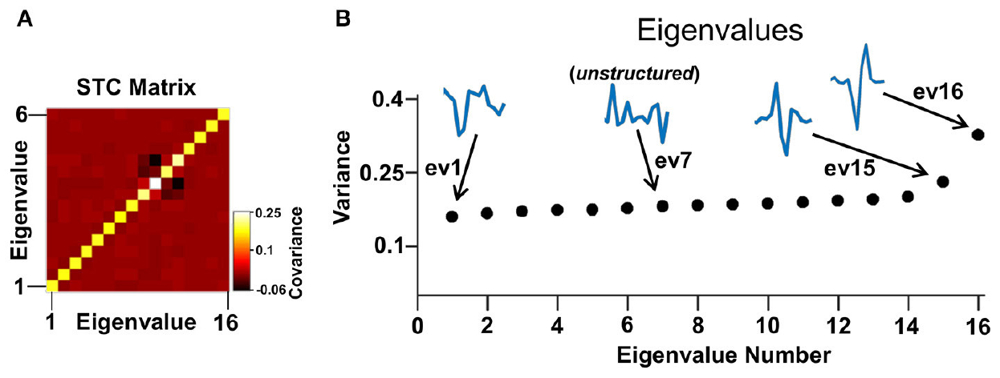 A
STC Matrix
6
Eigenvalue
1
1 Eigenvalue 16
0.25
0.1
-0.06
Covariance
B
Eigenvalues
(unstructured)
ev16
0.4
Variance
0.25
0.1
ev1
ev7
ev15
0 2 4 6 8 10 12 14 16
Eigenvalue Number